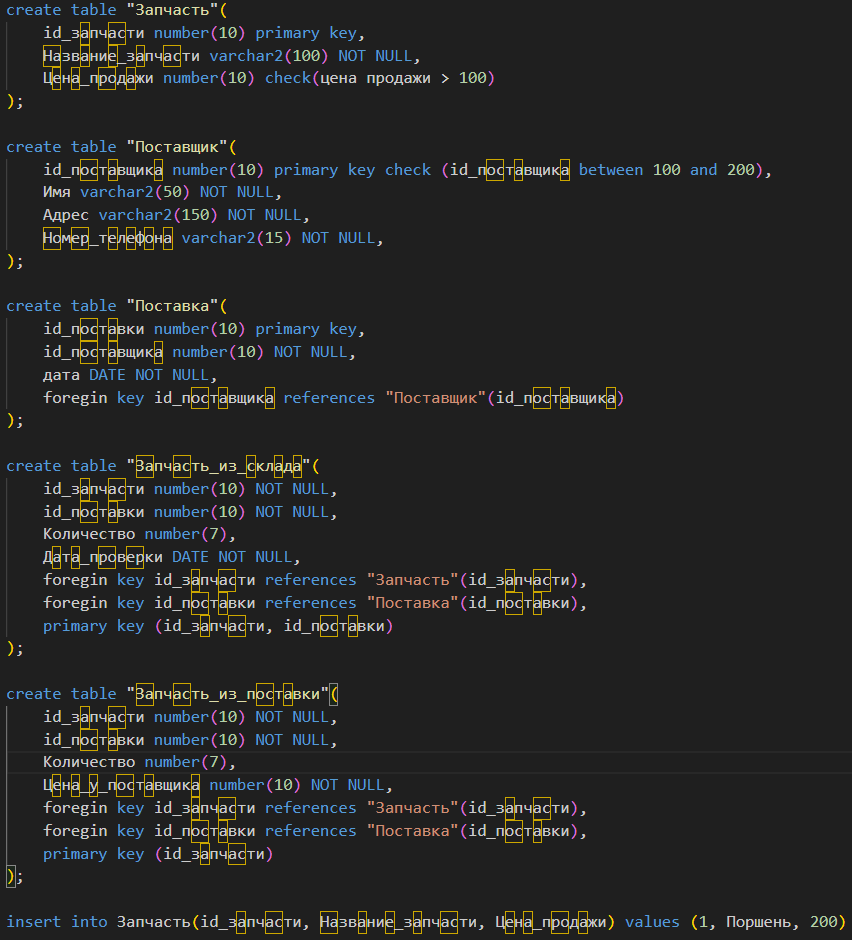 create table "Запчасть"(
id_запчасти number(10) primary key,
Название_запчасти varchar2(100) NOT NULL,
Цена_продажи number(10) check(цена продажи > 100)
);
create table "Поставщик"(
id_поставщика number(10) primary key check (id_поставщика between 100 and 200),
Имя varchar2(50) NOT NULL,
Адрес varchar2(150) NOT NULL,
Номер_телефона varchar2(15) NOT NULL,
);
create table "Поставка"(
id_поставки number(10) primary key,
id_поставщика number(10) NOT NULL,
дата DATE NOT NULL,
foregin key id_поставщика references "Поставщик"(id_поставщика)
);
create table "Запчасть_из_склада"(
id_запчасти number(10) NOT NULL,
id_поставки number(10) NOT NULL,
Количество number(7),
Дата_проверки DATE NOT NULL,
foregin key id_запчасти references "Запчасть"(id_запчасти),
foregin key id_поставки references "Поставка"(id_поставки),
primary key (id_запчасти, id_поставки)
);
create table "Запчасть_из_поставки"(
id_запчасти number(10) NOT NULL,
id_поставки number(10) NOT NULL,
Количество number(7),
Цена_у_поставщика number(10) NOT NULL,
foregin key id_запчасти references "Запчасть"(id_запчасти),
foregin key id_поставки references "Поставка"(id_поставки),
primary key (id_запчасти)
);
insert into Запчасть(id_запчасти, Название_запчасти, Цена_продажи) values (1, Поршень, 200)